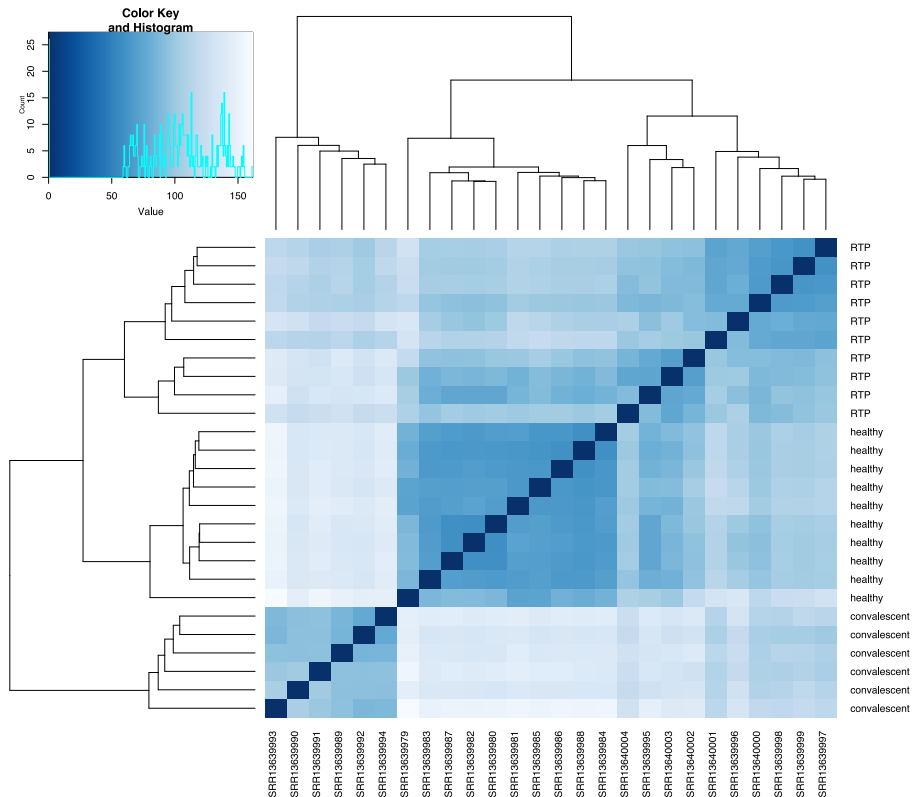 Color Key
and Histogram
Count
25
20
15
10
5
0
0 50 100 150
Value
RTP
RTP
RTP
RTP
RTP
RTP
RTP
RTP
RTP
RTP
healthy
healthy
healthy
healthy
healthy
healthy
healthy
healthy
healthy
healthy
convalescent
convalescent
convalescent
convalescent
convalescent
convalescent
SRR13639993
SRR13639990
SRR13639991
SRR13639989
SRR13639992
SRR13639994
SRR13639979
SRR13639983
SRR13639987
SRR13639982
SRR13639980
SRR13639981
SRR13639985
SRR13639986
SRR13639988
SRR13639984
SRR13640004
SRR13639995
SRR13640003
SRR13640002
SRR13640001
SRR13639996
SRR13640000
SRR13639998
SRR13639999
SRR13639997